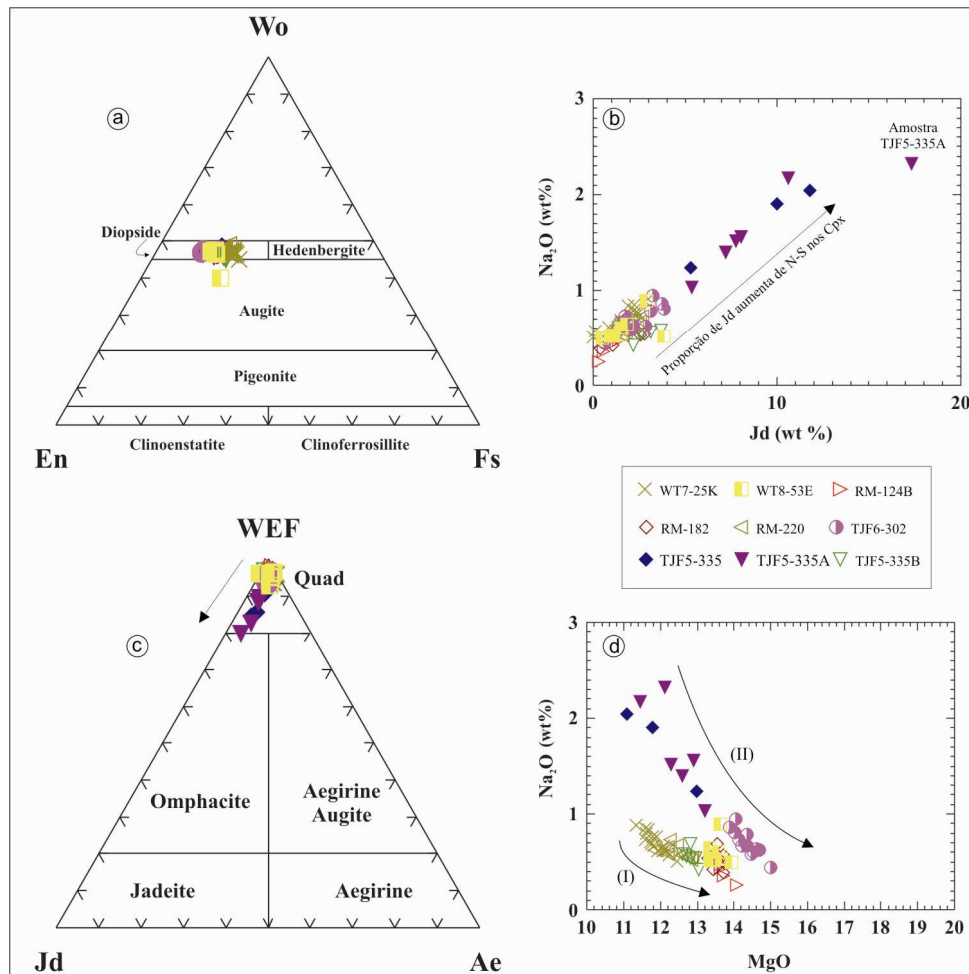 Wo
a
Diopside
Hedenbergite
Augite
Pigeonite
Clinoenstatite
Clinoferrosillite
En
Fs
b
Na₂O (wt%)
3
2
1
0
Amostra
TJF5-335A
Proporção de Jd aumenta de N-S nos Cpx
0
10
20
Jd (wt %)
WT7-25K
WT8-53E
RM-124B
RM-182
RM-220
TJF6-302
TJF5-335
TJF5-335A
TJF5-335B
WEF
Quad
c
Omphacite
Aegirine
Augite
Jadeite
Aegirine
Jd
Ae
d
Na₂O (wt%)
3
2
1
0
(II)
(I)
10 11 12 13 14 15 16 17 18 19 20
MgO